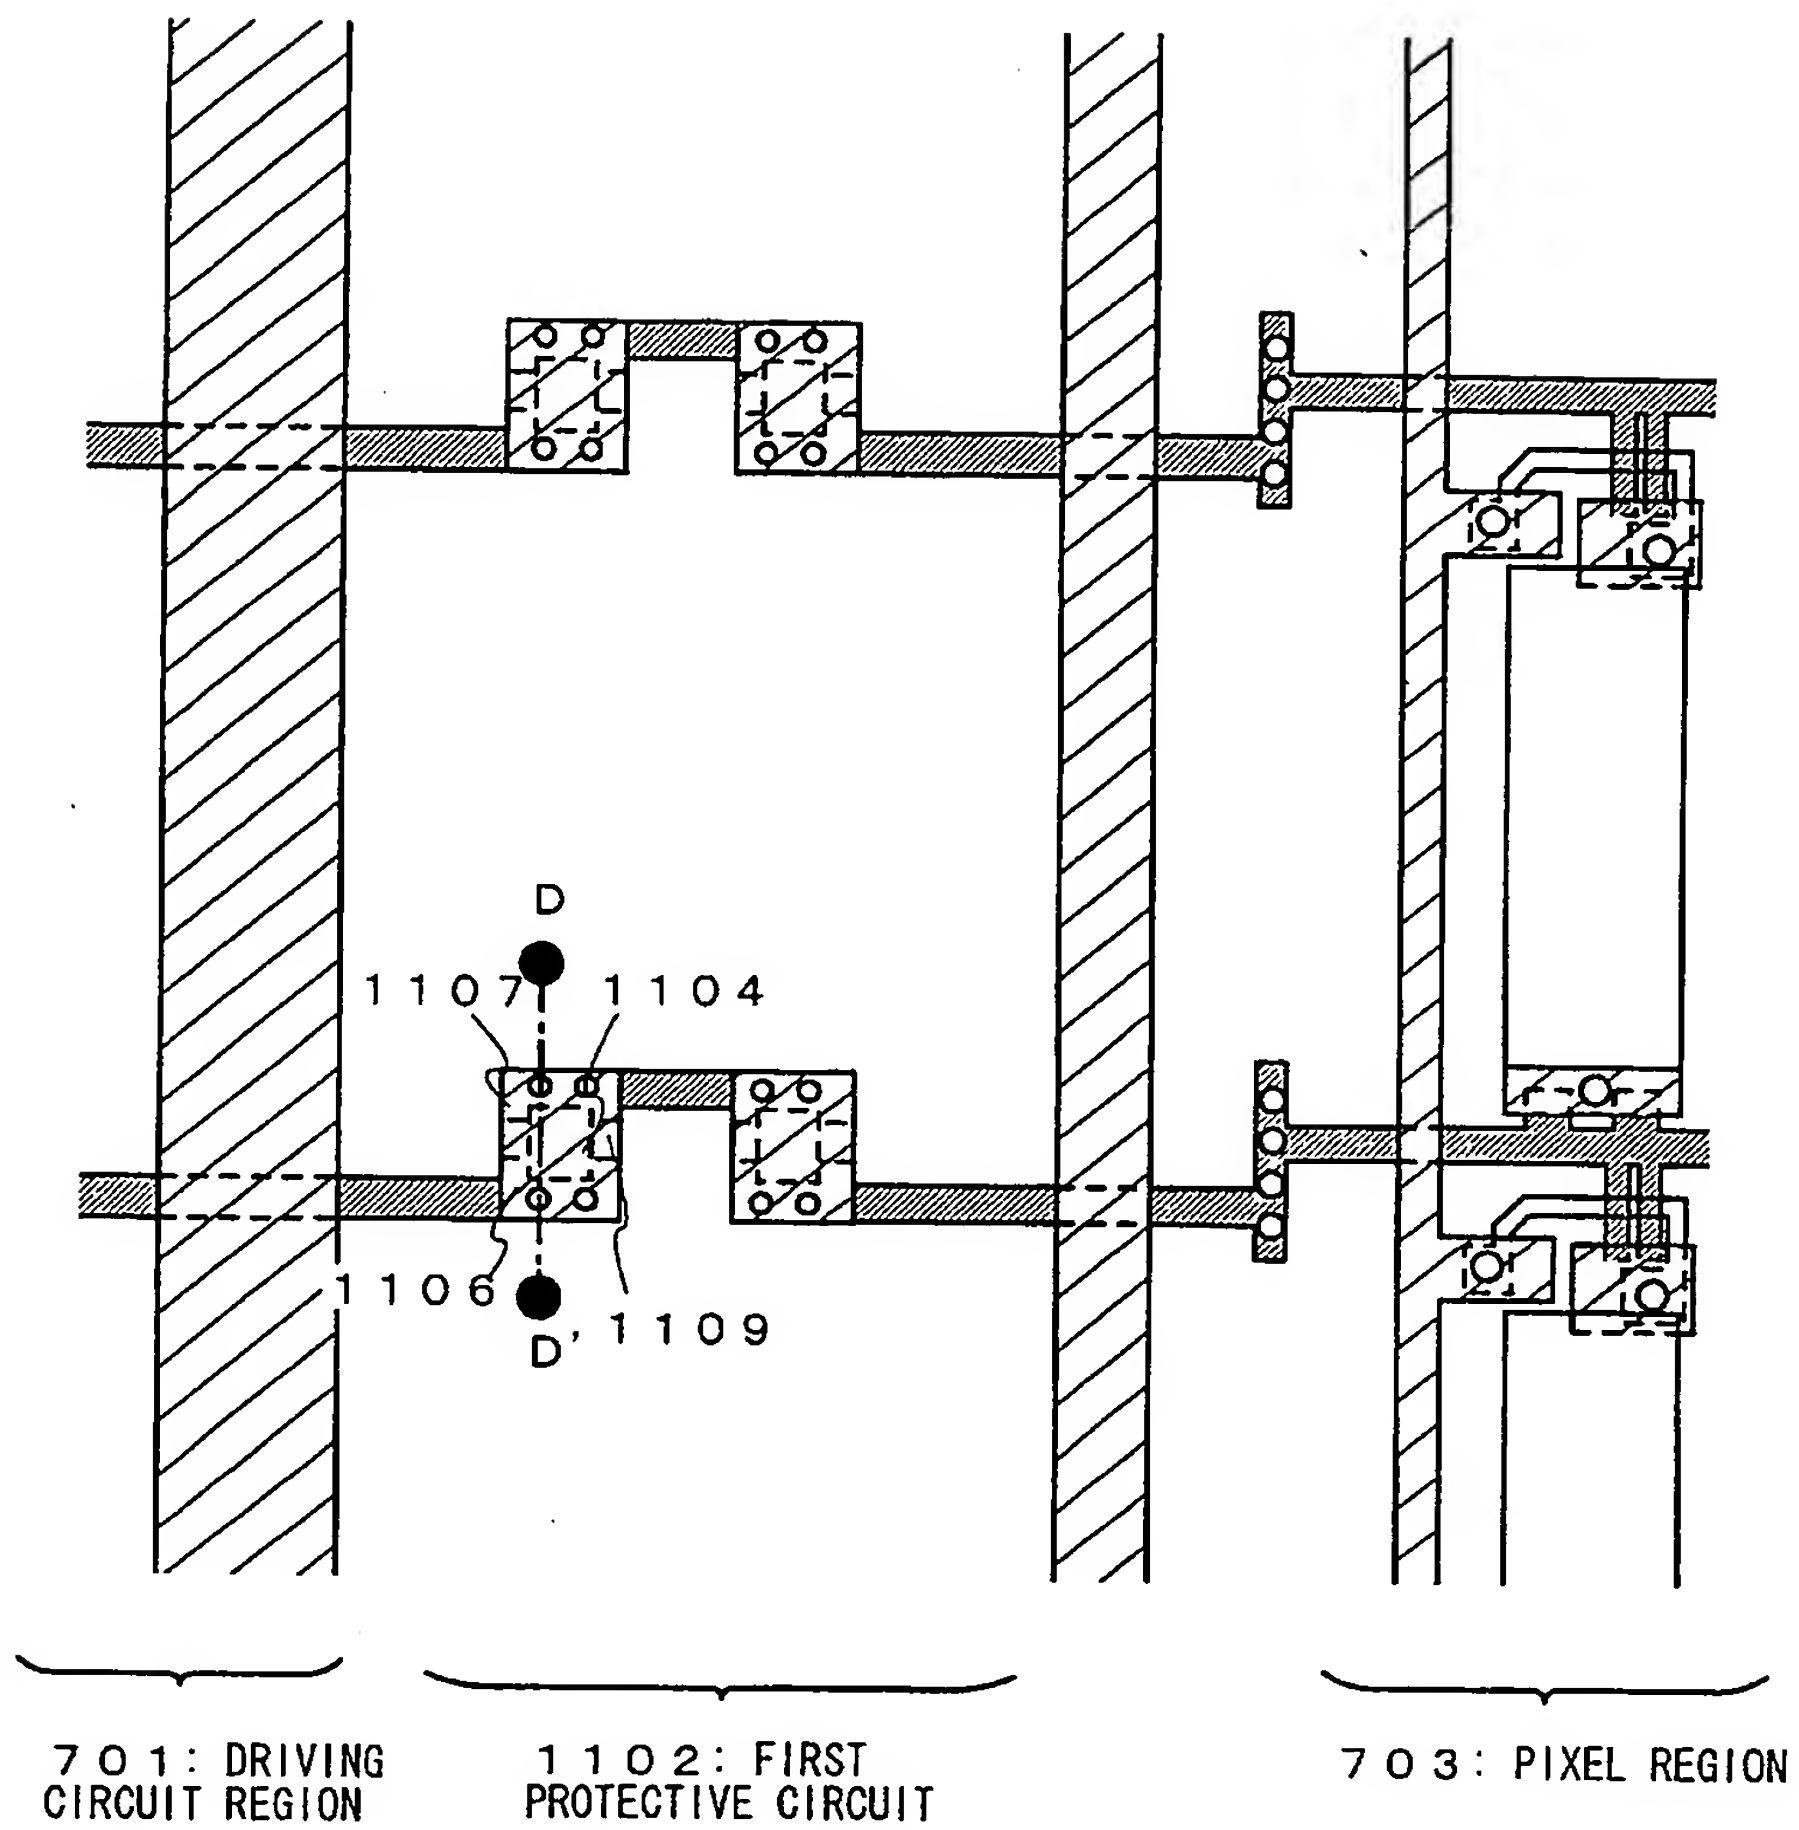 D
1107
1104
1106
D'
1109
701: DRIVING
CIRCUIT REGION
1102: FIRST
PROTECTIVE CIRCUIT
703: PIXEL REGION